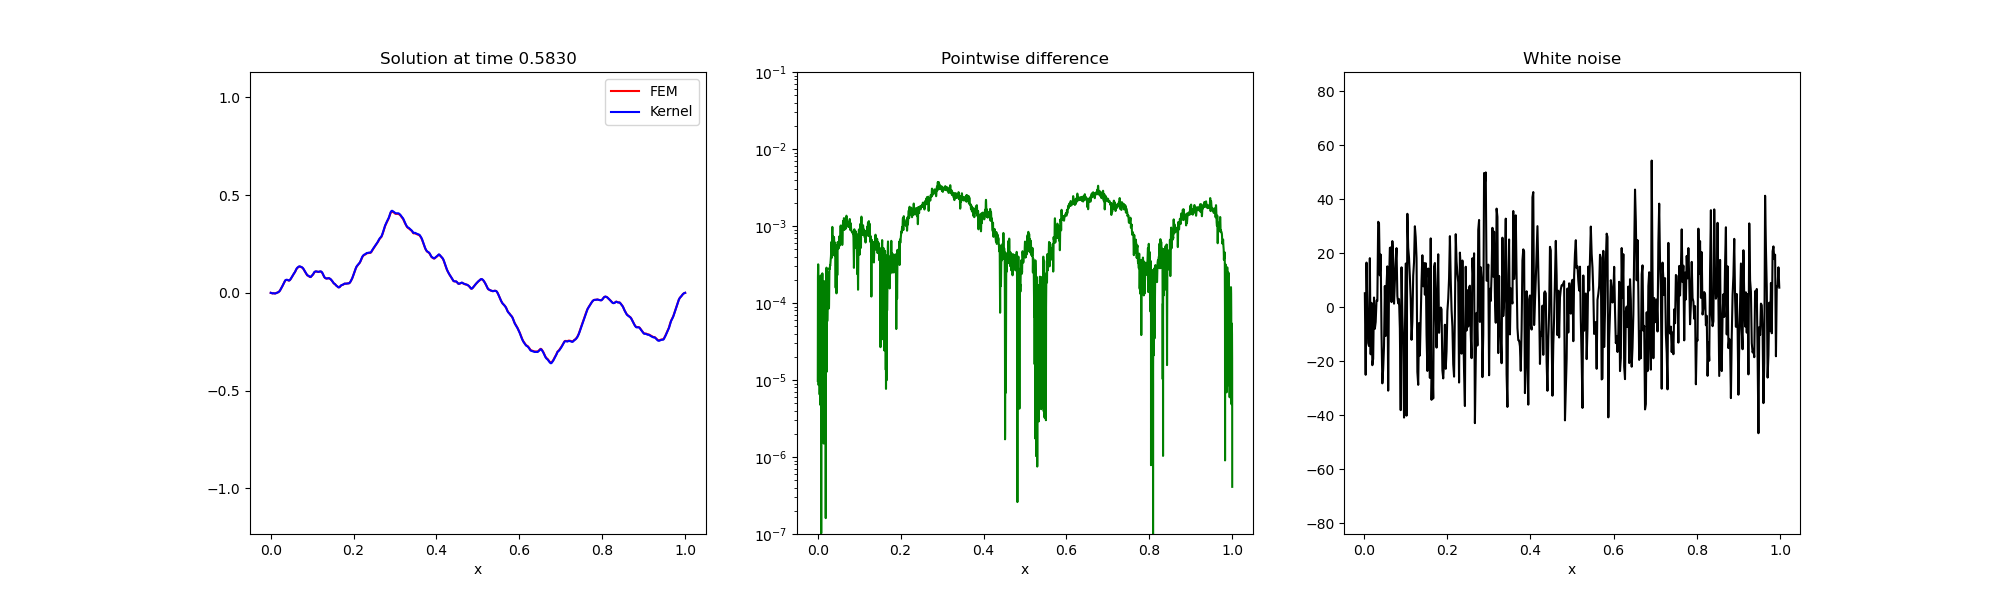 Solution at time 0.5830
1.0
0.5
0.0
−0.5
−1.0
FEM
Kernel
0.0 0.2 0.4 0.6 0.8 1.0
x
Pointwise difference
10⁻¹
10⁻²
10⁻³
10⁻⁴
10⁻⁵
10⁻⁶
10⁻⁷
0.0 0.2 0.4 0.6 0.8 1.0
x
White noise
80
60
40
20
0
−20
−40
−60
−80
0.0 0.2 0.4 0.6 0.8 1.0
x